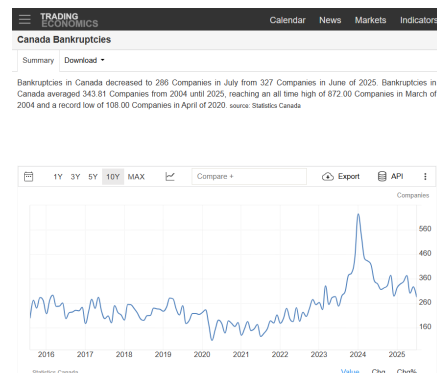 TRADING
ECONOMICS
Calendar News Markets Indicators
Canada Bankruptcies
Summary Download
Bankruptcies in Canada decreased to 286 Companies in July from 327 Companies in June of 2025. Bankruptcies in
Canada averaged 343.81 Companies from 2004 until 2025, reaching an all time high of 872.00 Companies in March of
2004 and a record low of 108.00 Companies in April of 2020. source: Statistics Canada
1Y 3Y 5Y 10Y MAX Compare + Export API
Companies
560
460
360
260
160
2016 2017 2018 2019 2020 2021 2022 2023 2024 2025
Statistics Canada Value Chg Chg%